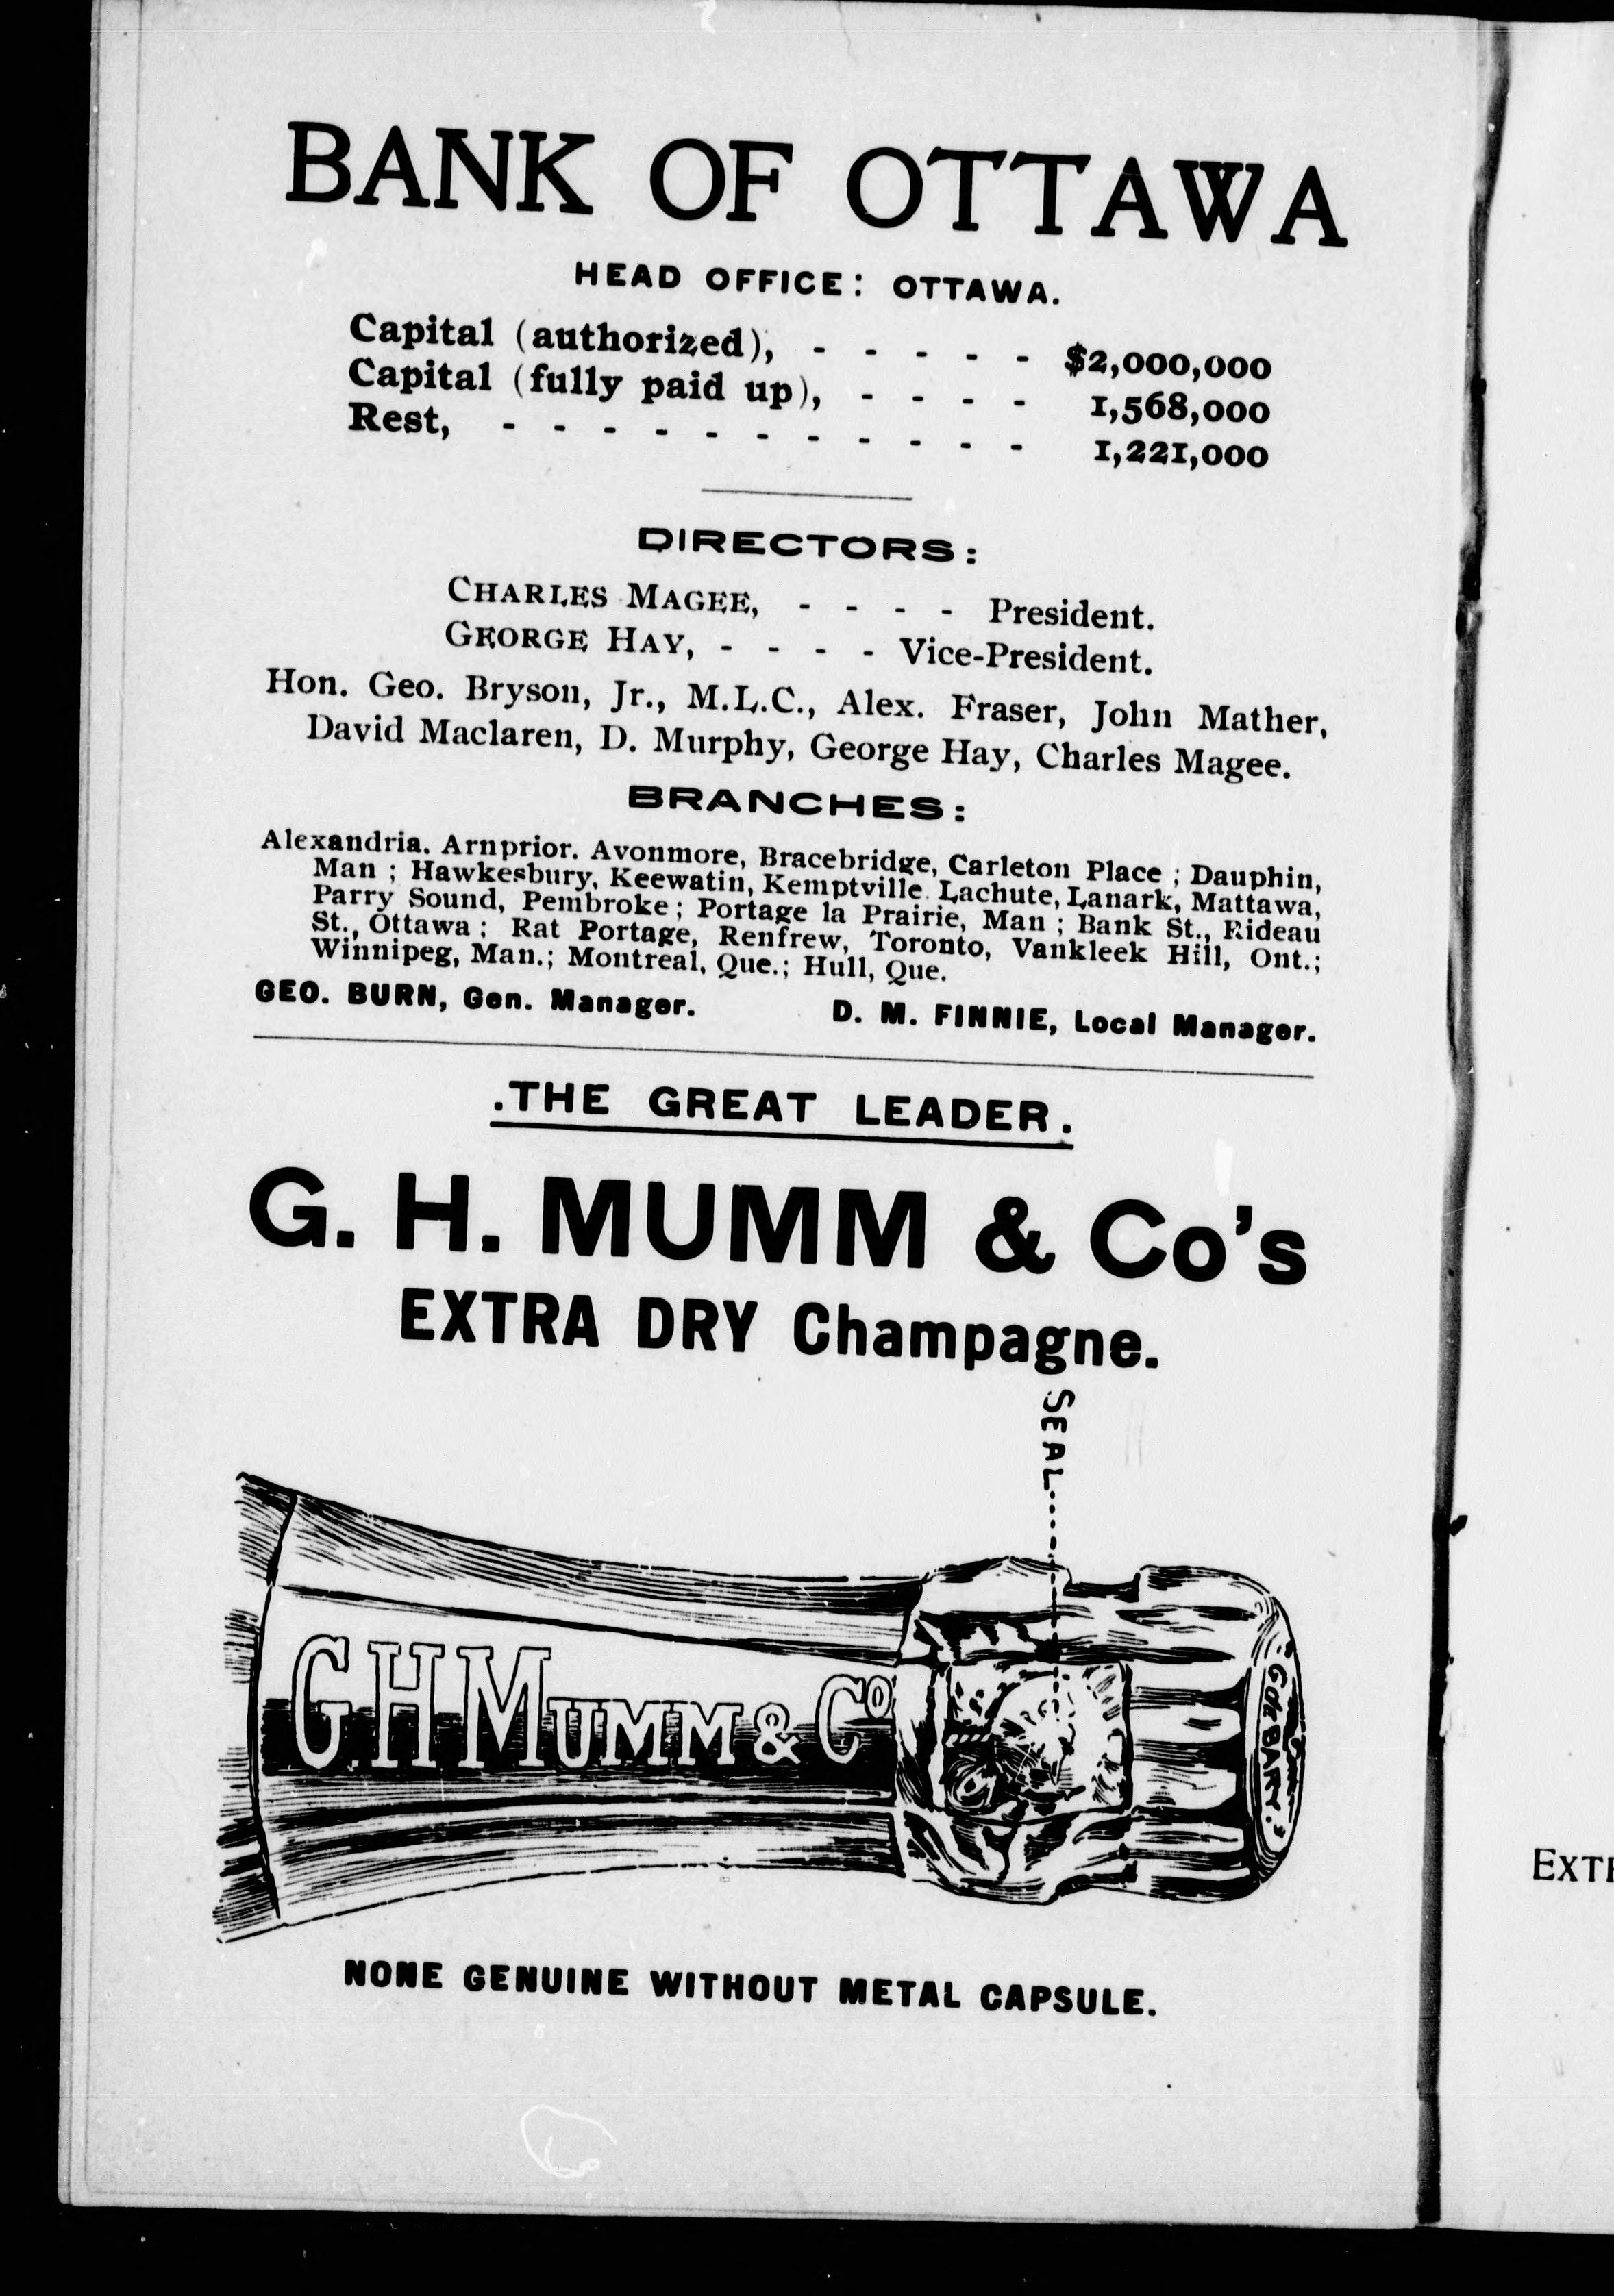 BANK OF OTTAWA
HEAD OFFICE: OTTAWA.
Capital (authorized), - - - - - $2,000,000
Capital (fully paid up), - - - - 1,568,000
Rest, - - - - - - - - - - - 1,221,000
DIRECTORS:
CHARLES MAGEE, - - - - President.
GEORGE HAY, - - - - Vice-President.
Hon. Geo. Bryson, Jr., M.L.C., Alex. Fraser, John Mather,
David Maclaren, D. Murphy, George Hay, Charles Magee.
BRANCHES:
Alexandria. Arnprior. Avonmore, Bracebridge, Carleton Place ; Dauphin,
Man ; Hawkesbury, Keewatin, Kemptville. Lachute, Lanark, Mattawa,
Parry Sound, Pembroke ; Portage la Prairie, Man ; Bank St., Rideau
St., Ottawa ; Rat Portage, Renfrew, Toronto, Vankleek Hill, Ont.;
Winnipeg, Man.; Montreal, Que.; Hull, Que.
GEO. BURN, Gen. Manager. D. M. FINNIE, Local Manager.
.THE GREAT LEADER.
G. H. MUMM & Co's
EXTRA DRY Champagne.
SEAL
G.H.MUMM & Co
NONE GENUINE WITHOUT METAL CAPSULE.
EXT